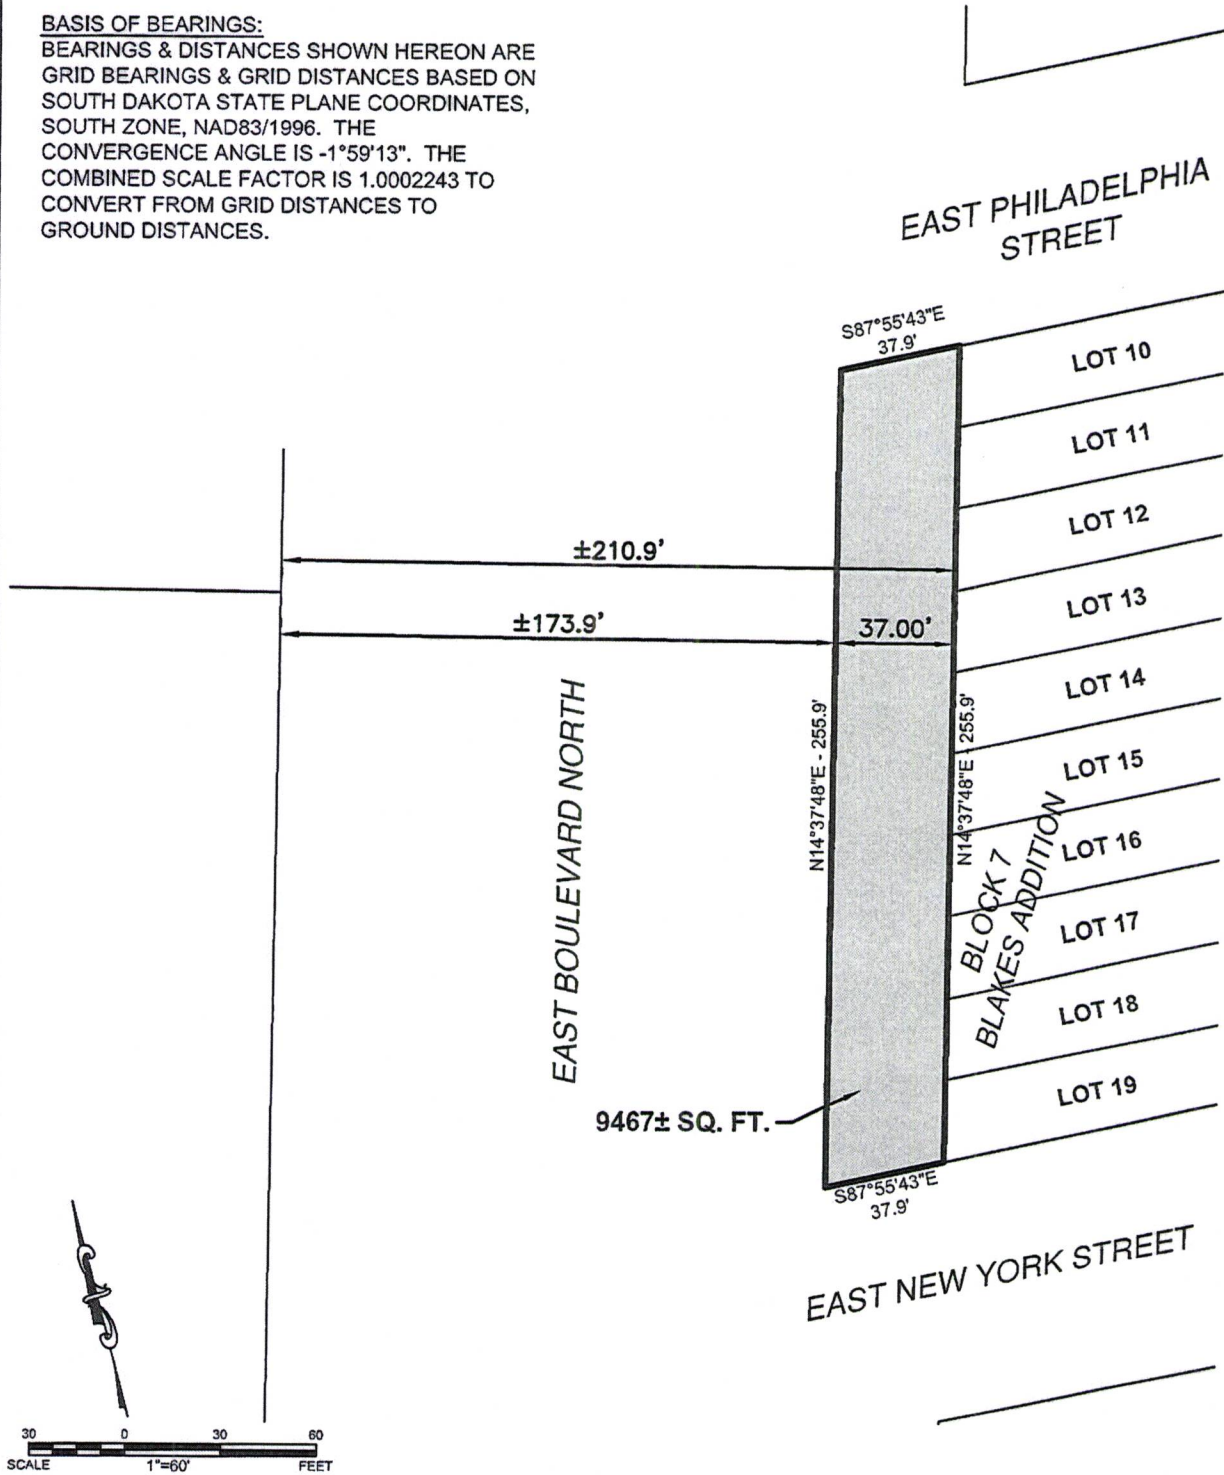 BASIS OF BEARINGS:
BEARINGS & DISTANCES SHOWN HEREON ARE
GRID BEARINGS & GRID DISTANCES BASED ON
SOUTH DAKOTA STATE PLANE COORDINATES,
SOUTH ZONE, NAD83/1996. THE
CONVERGENCE ANGLE IS -1°59'13". THE
COMBINED SCALE FACTOR IS 1.0002243 TO
CONVERT FROM GRID DISTANCES TO
GROUND DISTANCES.
EAST PHILADELPHIA
STREET
S87°55'43"E
37.9'
LOT 10
LOT 11
LOT 12
±210.9'
LOT 13
±173.9'
37.00'
LOT 14
N14°37'48"E - 255.9'
N14°37'48"E - 255.9'
LOT 15
EAST BOULEVARD NORTH
LOT 16
BLOCK 7
BLAKES ADDITION
LOT 17
LOT 18
LOT 19
9467± SQ. FT.
S87°55'43"E
37.9'
EAST NEW YORK STREET
30 0 30 60
SCALE 1"=60' FEET